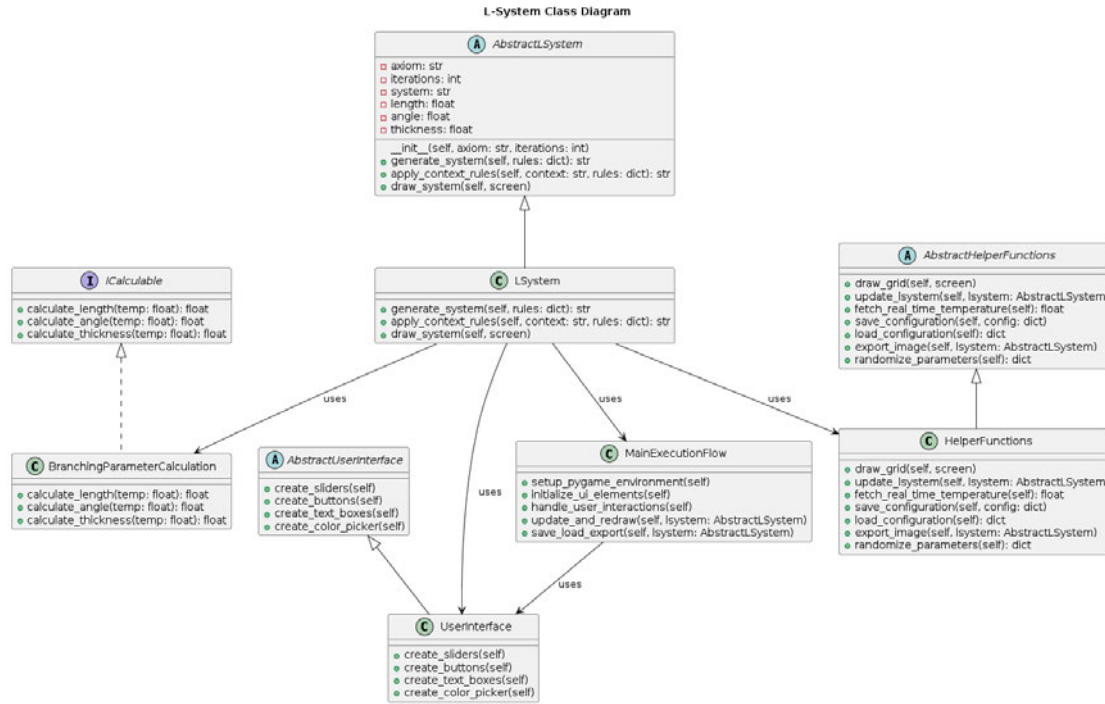 L-System Class Diagram
A AbstractLSystem
axiom: str
iterations: int
system: str
length: float
angle: float
thickness: float
__init__(self, axiom: str, iterations: int)
generate_system(self, rules: dict): str
apply_context_rules(self, context: str, rules: dict): str
draw_system(self, screen)
I ICalculable
calculate_length(temp: float): float
calculate_angle(temp: float): float
calculate_thickness(temp: float): float
C LSystem
generate_system(self, rules: dict): str
apply_context_rules(self, context: str, rules: dict): str
draw_system(self, screen)
A AbstractHelperFunctions
draw_grid(self, screen)
update_lsystem(self, lsystem: AbstractLSystem)
fetch_real_time_temperature(self): float
save_configuration(self, config: dict)
load_configuration(self): dict
export_image(self, lsystem: AbstractLSystem)
randomize_parameters(self): dict
uses
uses
uses
uses
C BranchingParameterCalculation
calculate_length(temp: float): float
calculate_angle(temp: float): float
calculate_thickness(temp: float): float
A AbstractUserInterface
create_sliders(self)
create_buttons(self)
create_text_boxes(self)
create_color_picker(self)
C MainExecutionFlow
setup_pygame_environment(self)
initialize_ui_elements(self)
handle_user_interactions(self)
update_and_redraw(self, lsystem: AbstractLSystem)
save_load_export(self, lsystem: AbstractLSystem)
C HelperFunctions
draw_grid(self, screen)
update_lsystem(self, lsystem: AbstractLSystem)
fetch_real_time_temperature(self): float
save_configuration(self, config: dict)
load_configuration(self): dict
export_image(self, lsystem: AbstractLSystem)
randomize_parameters(self): dict
uses
C UserInterface
create_sliders(self)
create_buttons(self)
create_text_boxes(self)
create_color_picker(self)